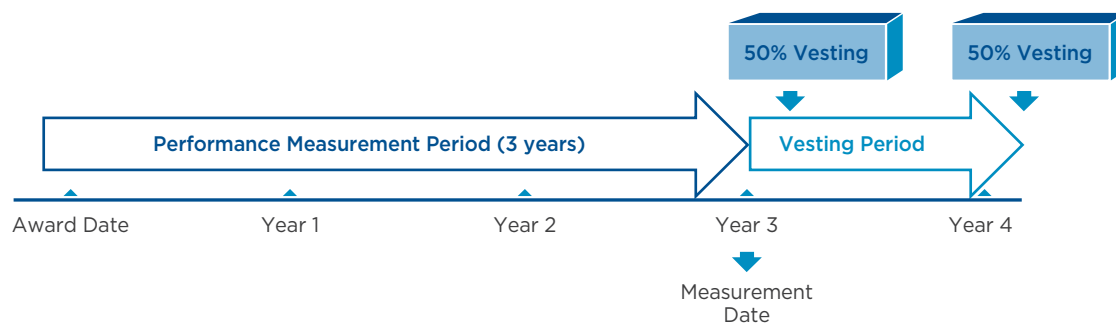 50% Vesting
50% Vesting
Performance Measurement Period (3 years)
Vesting Period
Award Date
Year 1
Year 2
Year 3
Year 4
Measurement
Date